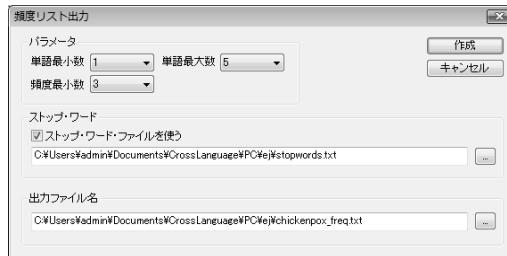 頻度リスト出力
パラメータ
単語最小数 1 単語最大数 5
頻度最小数 3
作成
キャンセル
ストップ・ワード
ストップ・ワード・ファイルを使う
C:¥Users¥admin¥Documents¥CrossLanguage¥PC¥ej¥stopwords.txt ...
出力ファイル名
C:¥Users¥admin¥Documents¥CrossLanguage¥PC¥ej¥chickenpox_freq.txt ...